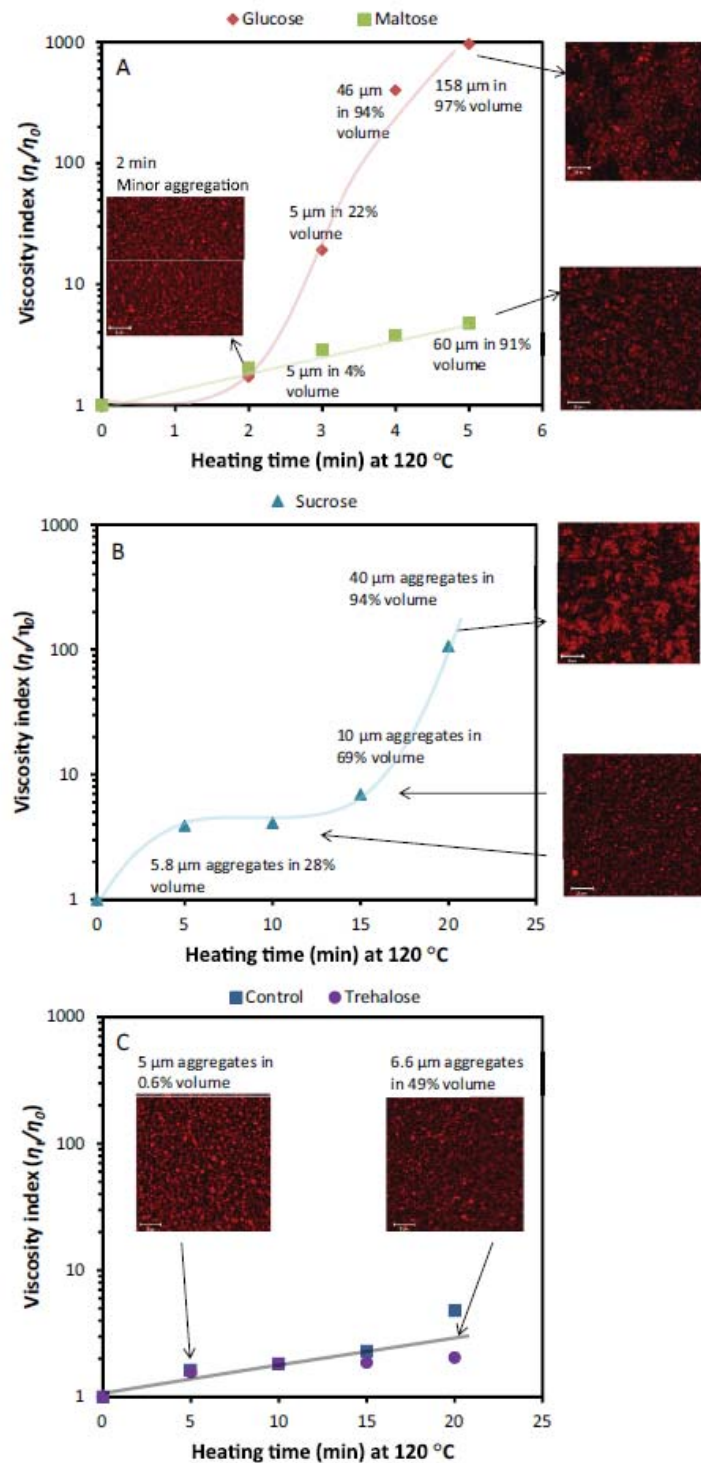 Glucose Maltose
A
1000
100
10
1
Viscosity index (ηt/η0)
46 µm
in 94%
volume
158 µm in
97% volume
2 min
Minor aggregation
5 µm in 22%
volume
5 µm in 4%
volume
60 µm in 91%
volume
0 1 2 3 4 5 6
Heating time (min) at 120 °C
Sucrose
B
1000
100
10
1
Viscosity index (ηt/η0)
40 µm aggregates in
94% volume
10 µm aggregates in
69% volume
5.8 µm aggregates in 28%
volume
0 5 10 15 20 25
Heating time (min) at 120 °C
Control Trehalose
C
1000
100
10
1
Viscosity index (ηt/η0)
5 µm aggregates in
0.6% volume
6.6 µm aggregates
in 49% volume
0 5 10 15 20 25
Heating time (min) at 120 °C